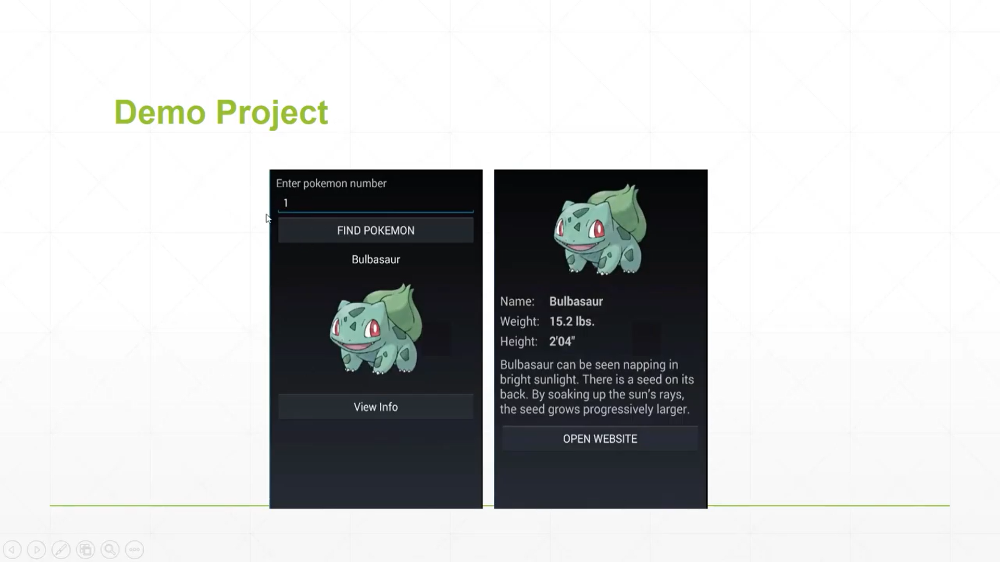 Demo Project
Enter pokemon number
1
FIND POKEMON
Bulbasaur
View Info
Name: Bulbasaur
Weight: 15.2 lbs.
Height: 2'04"
Bulbasaur can be seen napping in
bright sunlight. There is a seed on its
back. By soaking up the sun’s rays,
the seed grows progressively larger.
OPEN WEBSITE